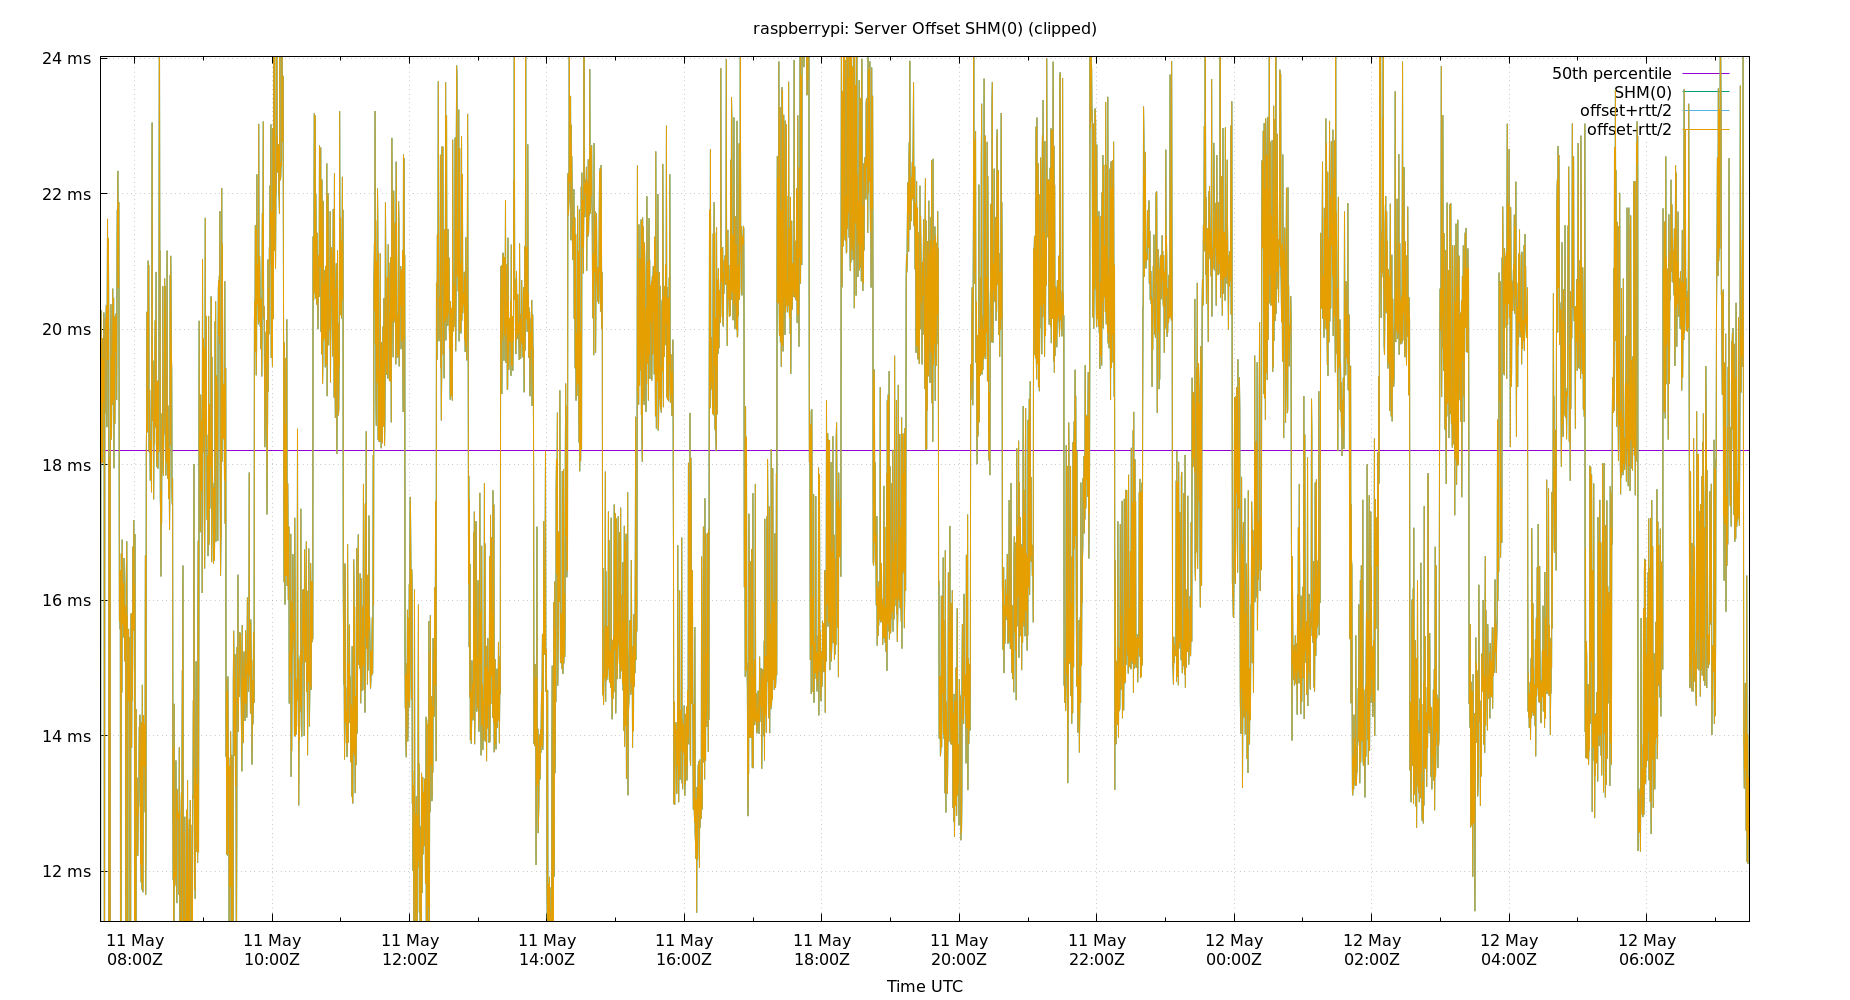 raspberrypi: Server Offset SHM(0) (clipped)
24 ms
22 ms
20 ms
18 ms
16 ms
14 ms
12 ms
50th percentile
SHM(0)
offset+rtt/2
offset-rtt/2
11 May 11 May 11 May 11 May 11 May 11 May 11 May 11 May 12 May 12 May 12 May 12 May
08:00Z 10:00Z 12:00Z 14:00Z 16:00Z 18:00Z 20:00Z 22:00Z 00:00Z 02:00Z 04:00Z 06:00Z
Time UTC